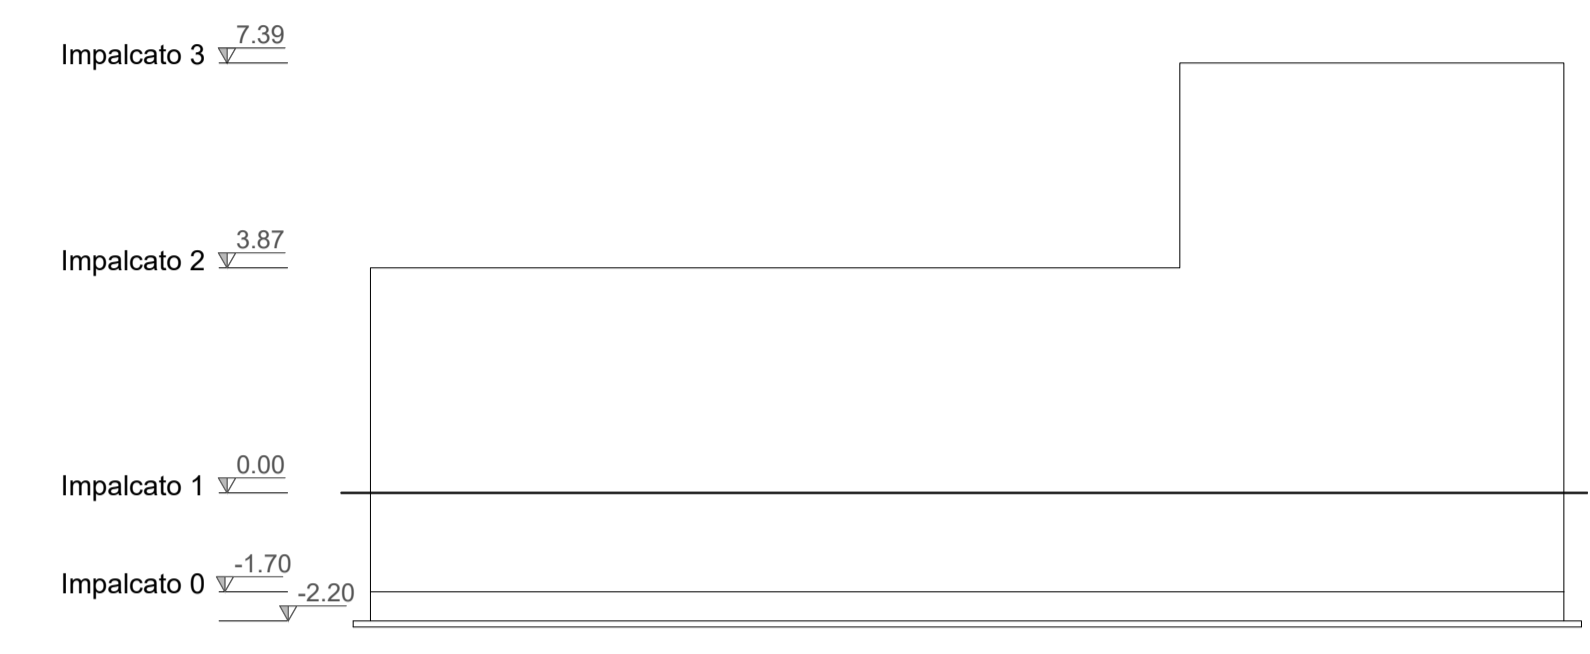 7.39
Impalcato 3
3.87
Impalcato 2
0.00
Impalcato 1
-1.70
Impalcato 0
-2.20